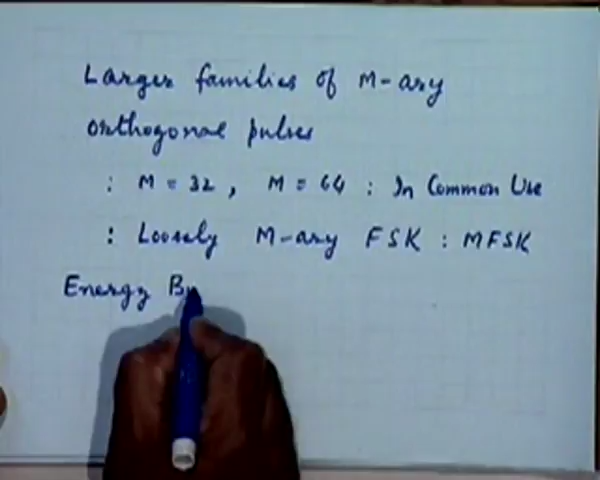 Larger families of M-ary
orthogonal pulses
: M = 32, M = 64 : In Common Use
: Loosely M-ary FSK : MFSK
Energy